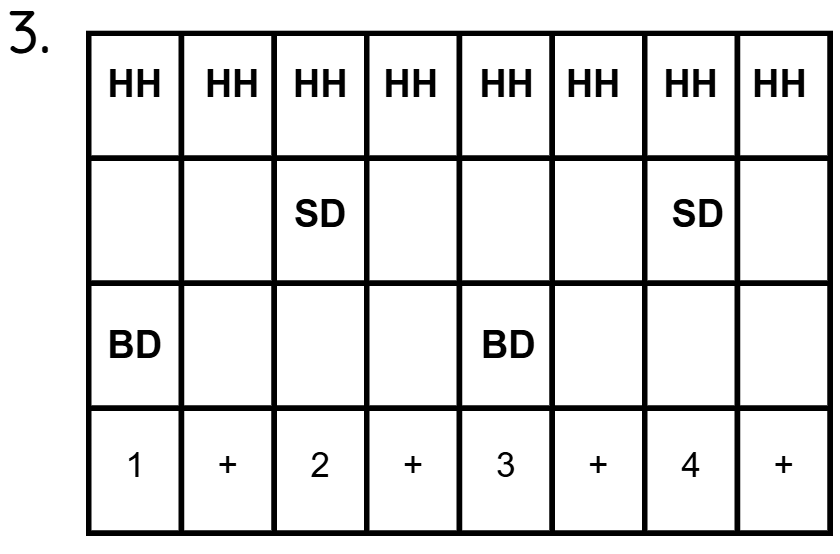 3.
HH HH HH HH HH HH HH HH
SD SD
BD BD
1 + 2 + 3 + 4 +